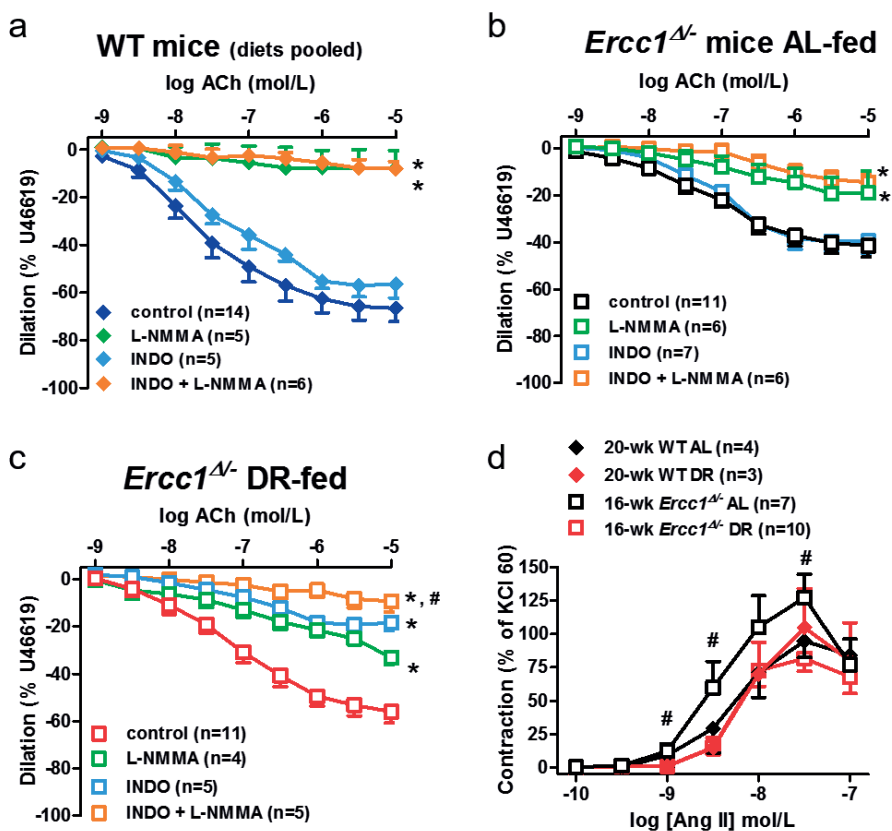 a
WT mice (diets pooled)
log ACh (mol/L)
-9 -8 -7 -6 -5
0
-20
-40
-60
-80
-100
Dilation (% U46619)
*
*
control (n=14)
L-NMMA (n=5)
INDO (n=5)
INDO + L-NMMA (n=6)
b
Ercc1Δ/- mice AL-fed
log ACh (mol/L)
-9 -8 -7 -6 -5
0
-20
-40
-60
-80
-100
Dilation (% U46619)
*
*
control (n=11)
L-NMMA (n=6)
INDO (n=7)
INDO + L-NMMA (n=6)
c
Ercc1Δ/- DR-fed
log ACh (mol/L)
-9 -8 -7 -6 -5
0
-20
-40
-60
-80
-100
Dilation (% U46619)
*, #
*
*
control (n=11)
L-NMMA (n=4)
INDO (n=5)
INDO + L-NMMA (n=5)
d
20-wk WT AL (n=4)
20-wk WT DR (n=3)
16-wk Ercc1Δ/- AL (n=7)
16-wk Ercc1Δ/- DR (n=10)
150
125
100
75
50
25
0
Contraction (% of KCl 60)
#
#
#
-10 -9 -8 -7
log [Ang II] mol/L